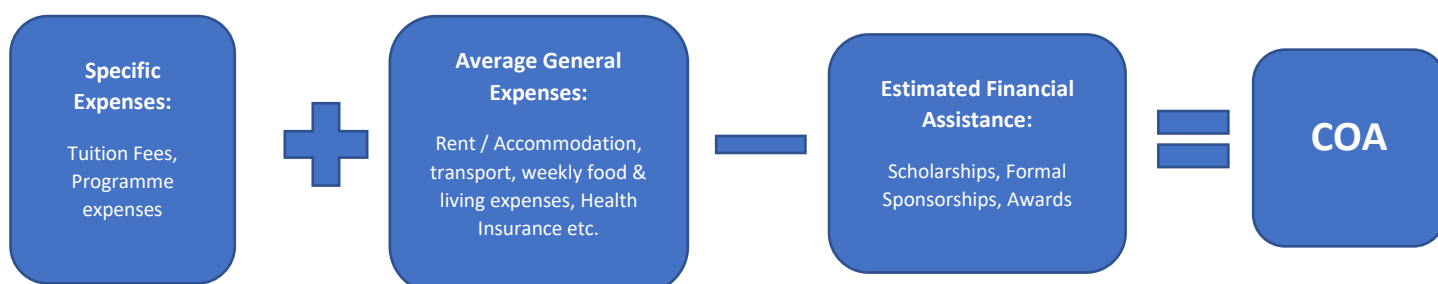 Specific
Expenses:
Tuition Fees,
Programme
expenses
Average General
Expenses:
Rent / Accommodation,
transport, weekly food &
living expenses, Health
Insurance etc.
Estimated Financial
Assistance:
Scholarships, Formal
Sponsorships, Awards
COA